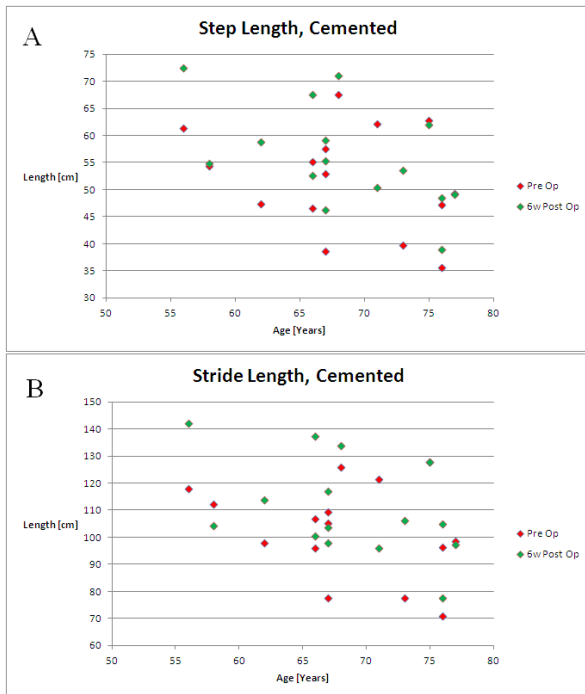 A
Step Length, Cemented
75
70
65
60
55
50
45
40
35
30
Length [cm]
50 55 60 65 70 75 80
Age [Years]
Pre Op
6w Post Op
B
Stride Length, Cemented
150
140
130
120
110
100
90
80
70
60
Length [cm]
50 55 60 65 70 75 80
Age [Years]
Pre Op
6w Post Op